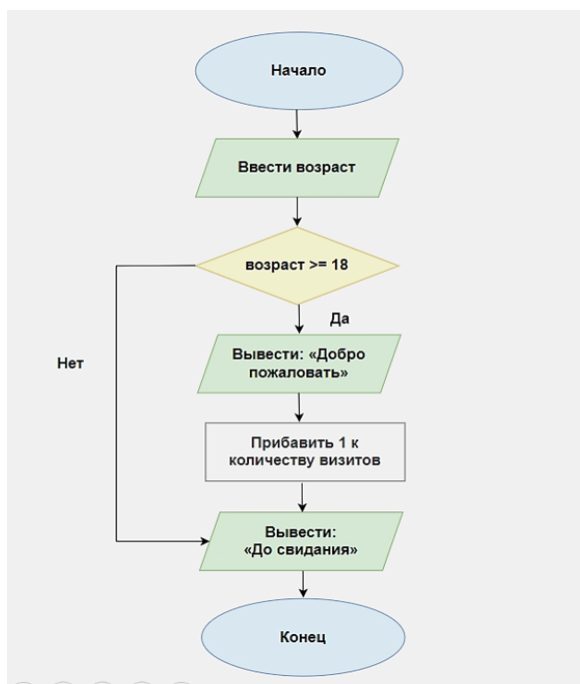 Начало
Ввести возраст
возраст >= 18
Да
Нет
Вывести: «Добро
пожаловать»
Прибавить 1 к
количеству визитов
Вывести:
«До свидания»
Конец